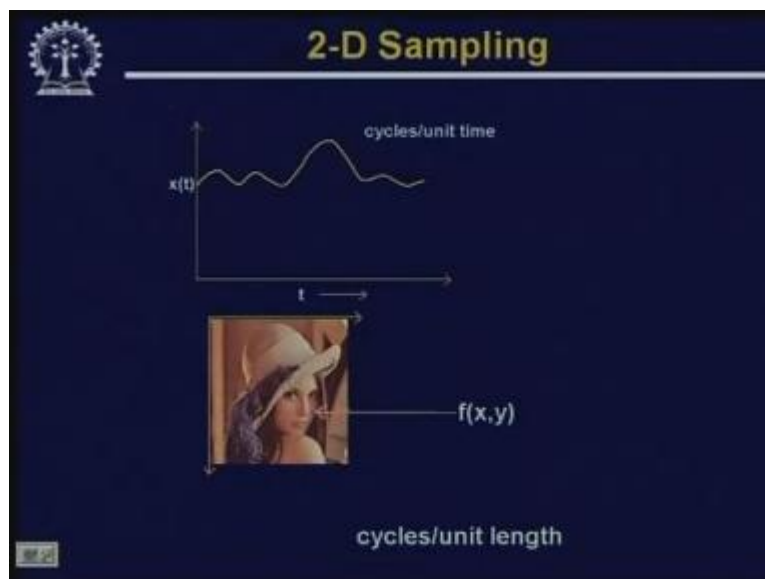 2-D Sampling
cycles/unit time
x(t)
t
f(x,y)
cycles/unit length